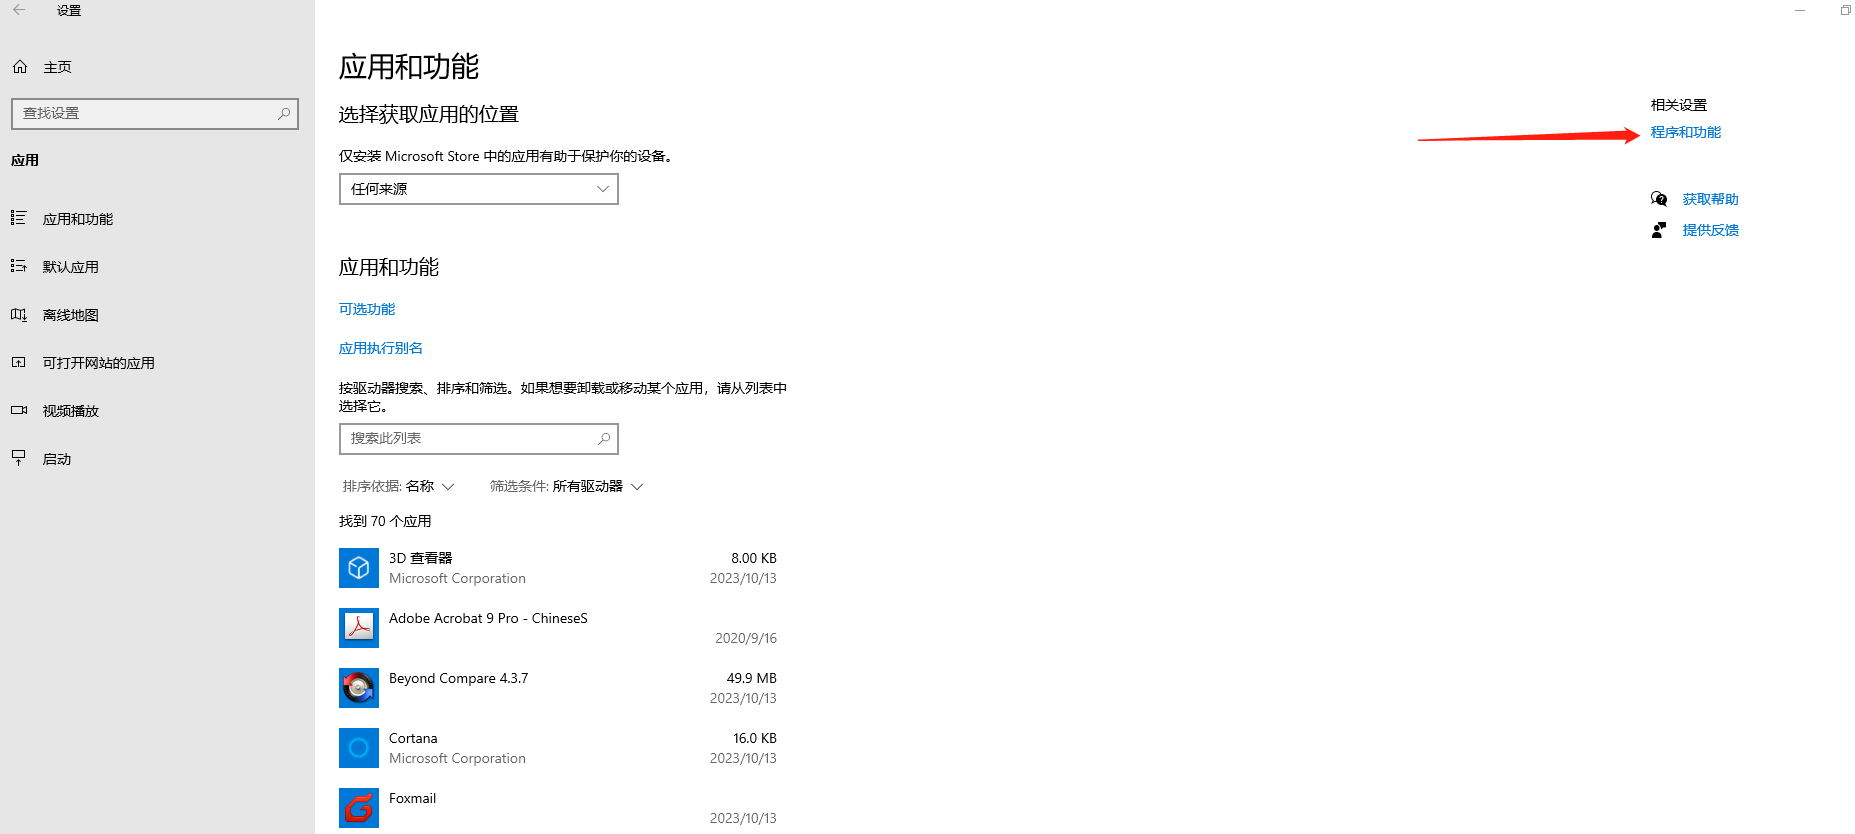 设置
主页
查找设置
应用
应用和功能
默认应用
离线地图
可打开网站的应用
视频播放
启动
应用和功能
选择获取应用的位置
仅安装 Microsoft Store 中的应用有助于保护你的设备。
任何来源
应用和功能
可选功能
应用执行别名
按驱动器搜索、排序和筛选。如果想要卸载或移动某个应用，请从列表中
选择它。
搜索此列表
排序依据: 名称 筛选条件: 所有驱动器
找到 70 个应用
3D 查看器 8.00 KB
Microsoft Corporation 2023/10/13
Adobe Acrobat 9 Pro - ChineseS
2020/9/16
Beyond Compare 4.3.7 49.9 MB
2023/10/13
Cortana 16.0 KB
Microsoft Corporation 2023/10/13
Foxmail
2023/10/13
相关设置
程序和功能
获取帮助
提供反馈